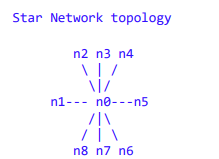 Star Network topology
n2 n3 n4
\ | /
\|/
n1--- n0---n5
/|\
/ | \
n8 n7 n6